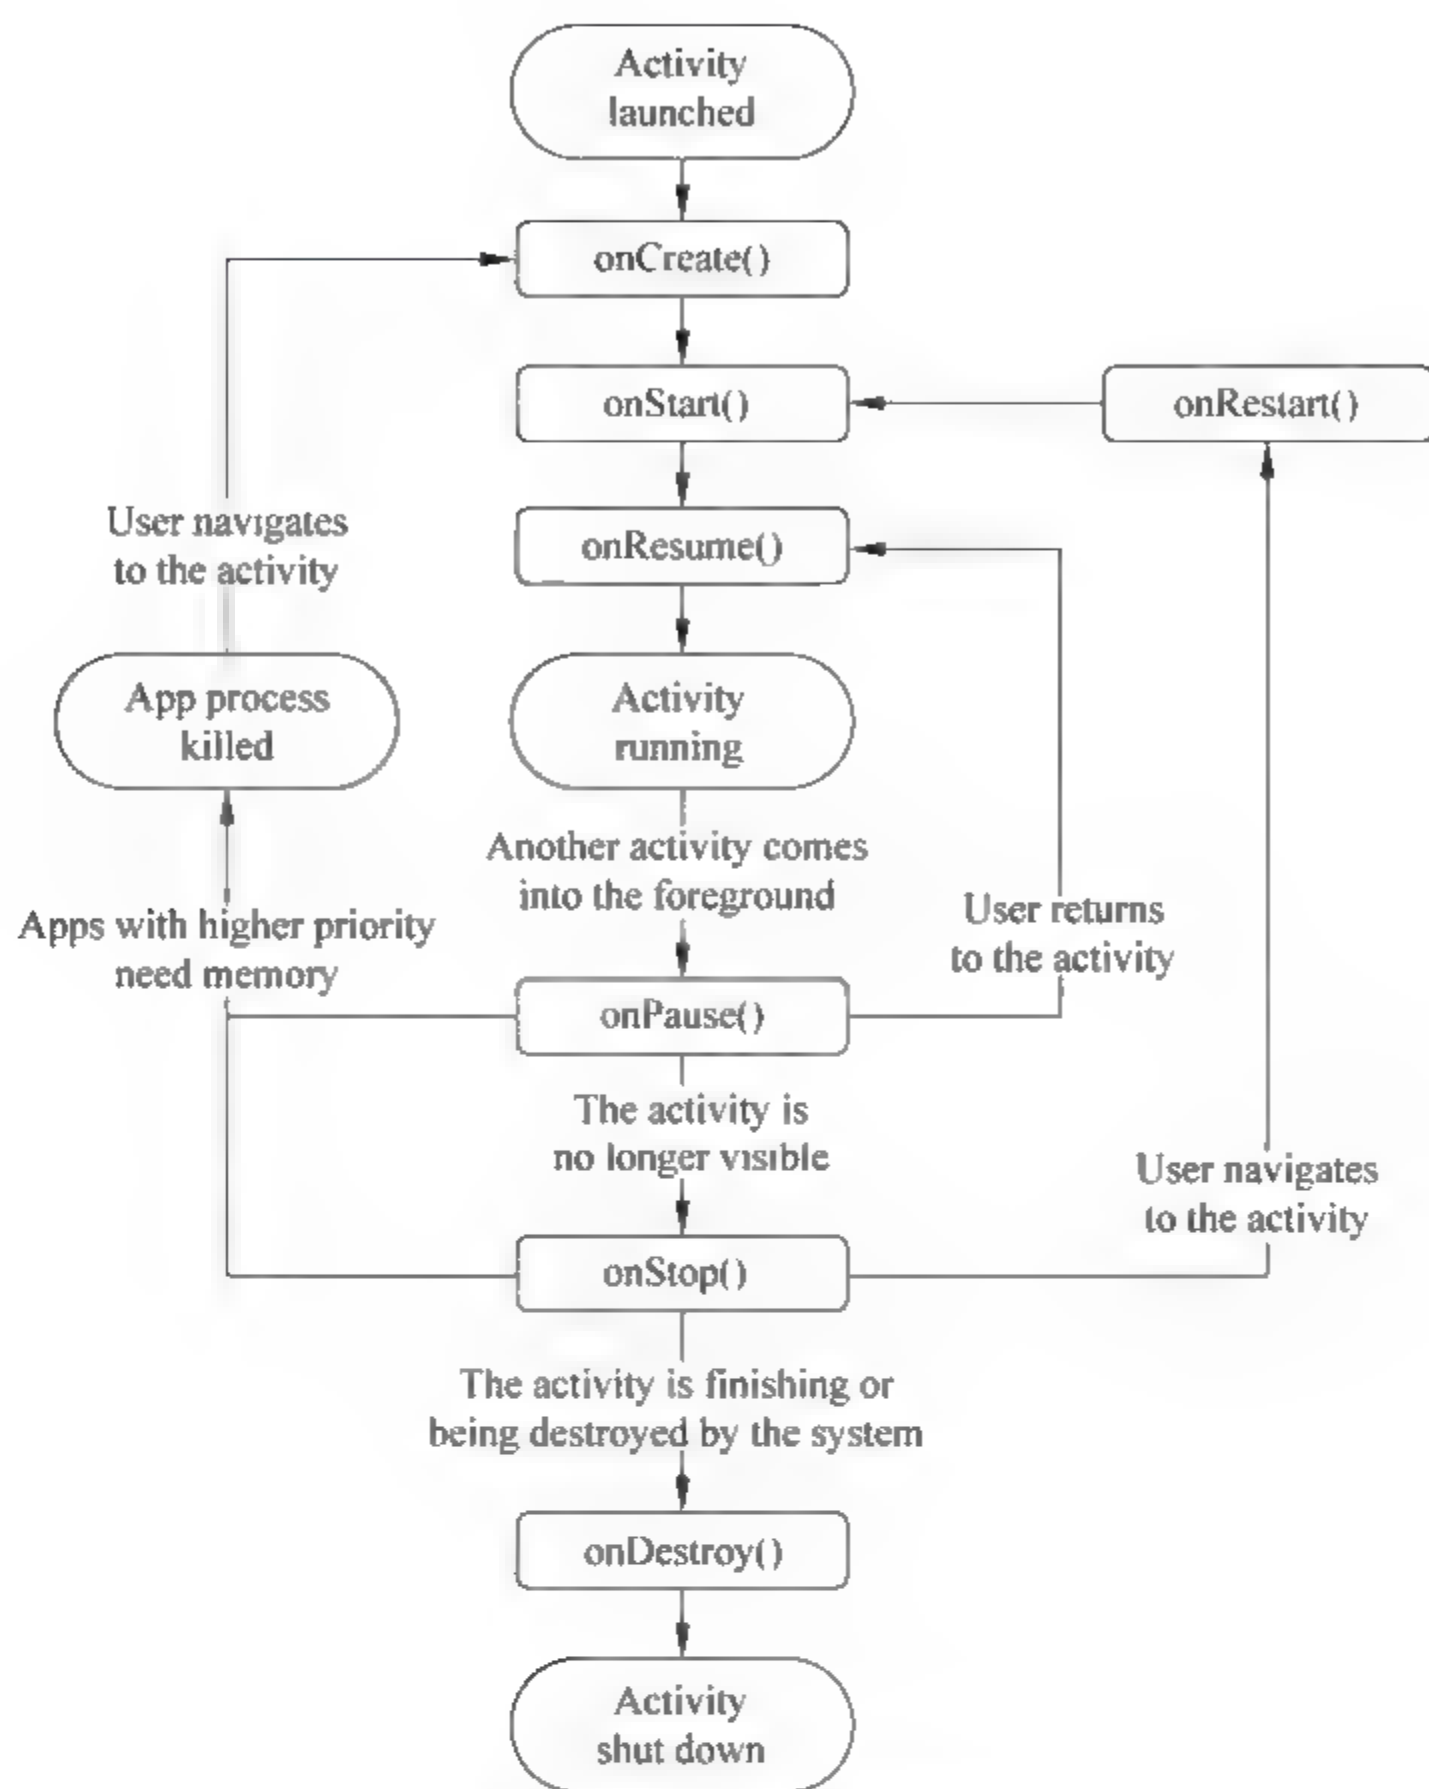 Activity
launched
onCreate()
onStart()
onRestart()
User navigates
to the activity
onResume()
App process
killed
Activity
running
Another activity comes
into the foreground
Apps with higher priority
need memory
User returns
to the activity
onPause()
The activity is
no longer visible
User navigates
to the activity
onStop()
The activity is finishing or
being destroyed by the system
onDestroy()
Activity
shut down